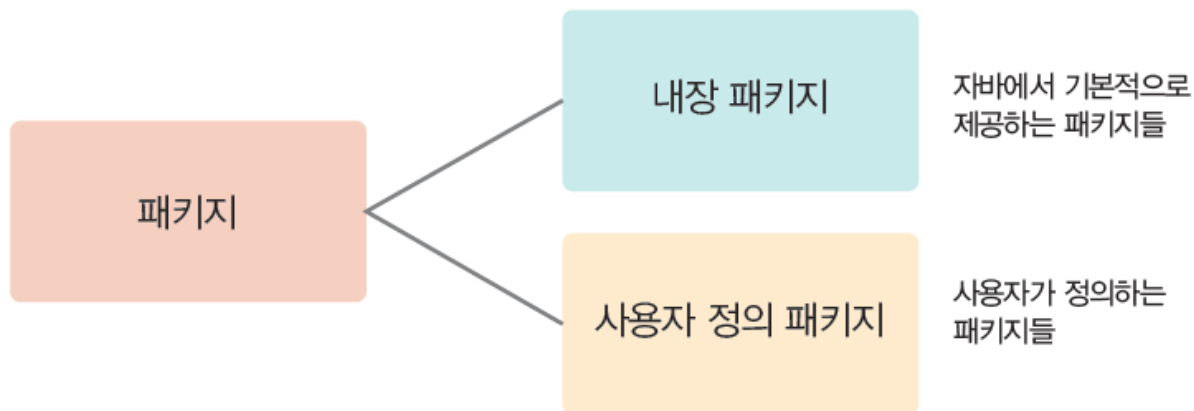 패키지
내장 패키지
자바에서 기본적으로
제공하는 패키지들
사용자 정의 패키지
사용자가 정의하는
패키지들